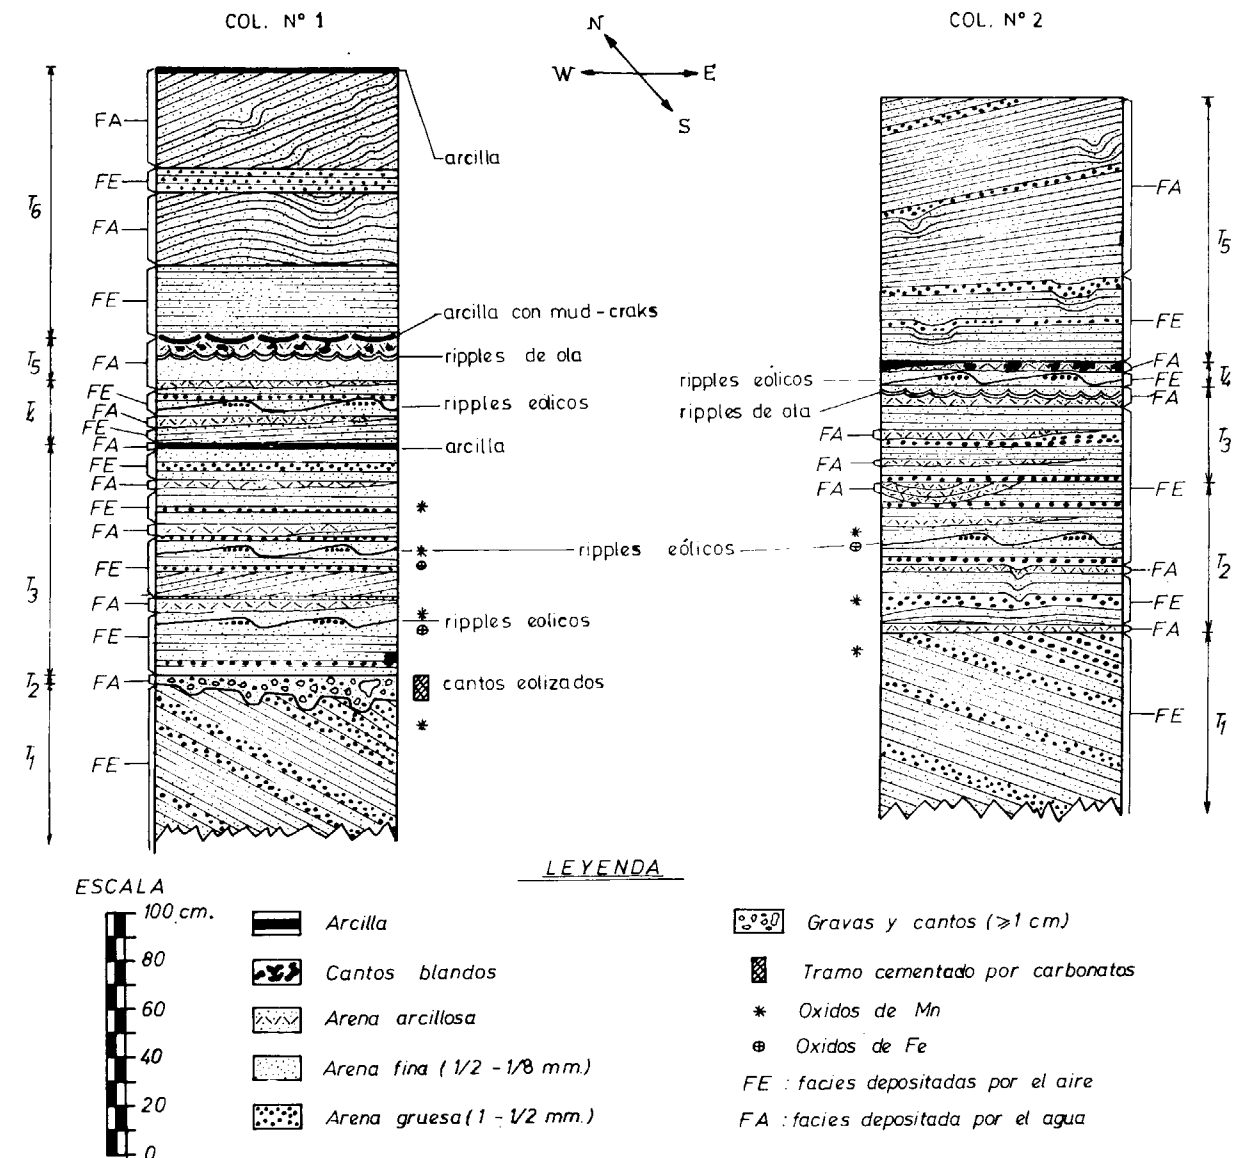 COL. Nº 1
COL. Nº 2
N
W
E
S
FA
FE
FA
FE
FA
FE
FA
FE
FA
FE
FA
FE
FA
FE
FA
FE
FA
FE
T6
T5
T4
T3
T2
T1
arcilla
arcilla con mud-craks
ripples de ola
ripples eólicos
arcilla
ripples eólicos
ripples eolicos
cantos eolizados
ripples eólicos
ripples de ola
FA
FA
FA
FA
FE
FA
FE
FA
FE
FA
FE
FA
FE
T5
T4
T3
T2
T1
LEYENDA
ESCALA
100 cm.
80
60
40
20
0
Arcilla
Cantos blandos
Arena arcillosa
Arena fina (1/2 - 1/8 mm.)
Arena gruesa (1 - 1/2 mm.)
Gravas y cantos (⩾1 cm)
Tramo cementado por carbonatos
Oxidos de Mn
Oxidos de Fe
FE : facies depositadas por el aire
FA : facies depositada por el agua